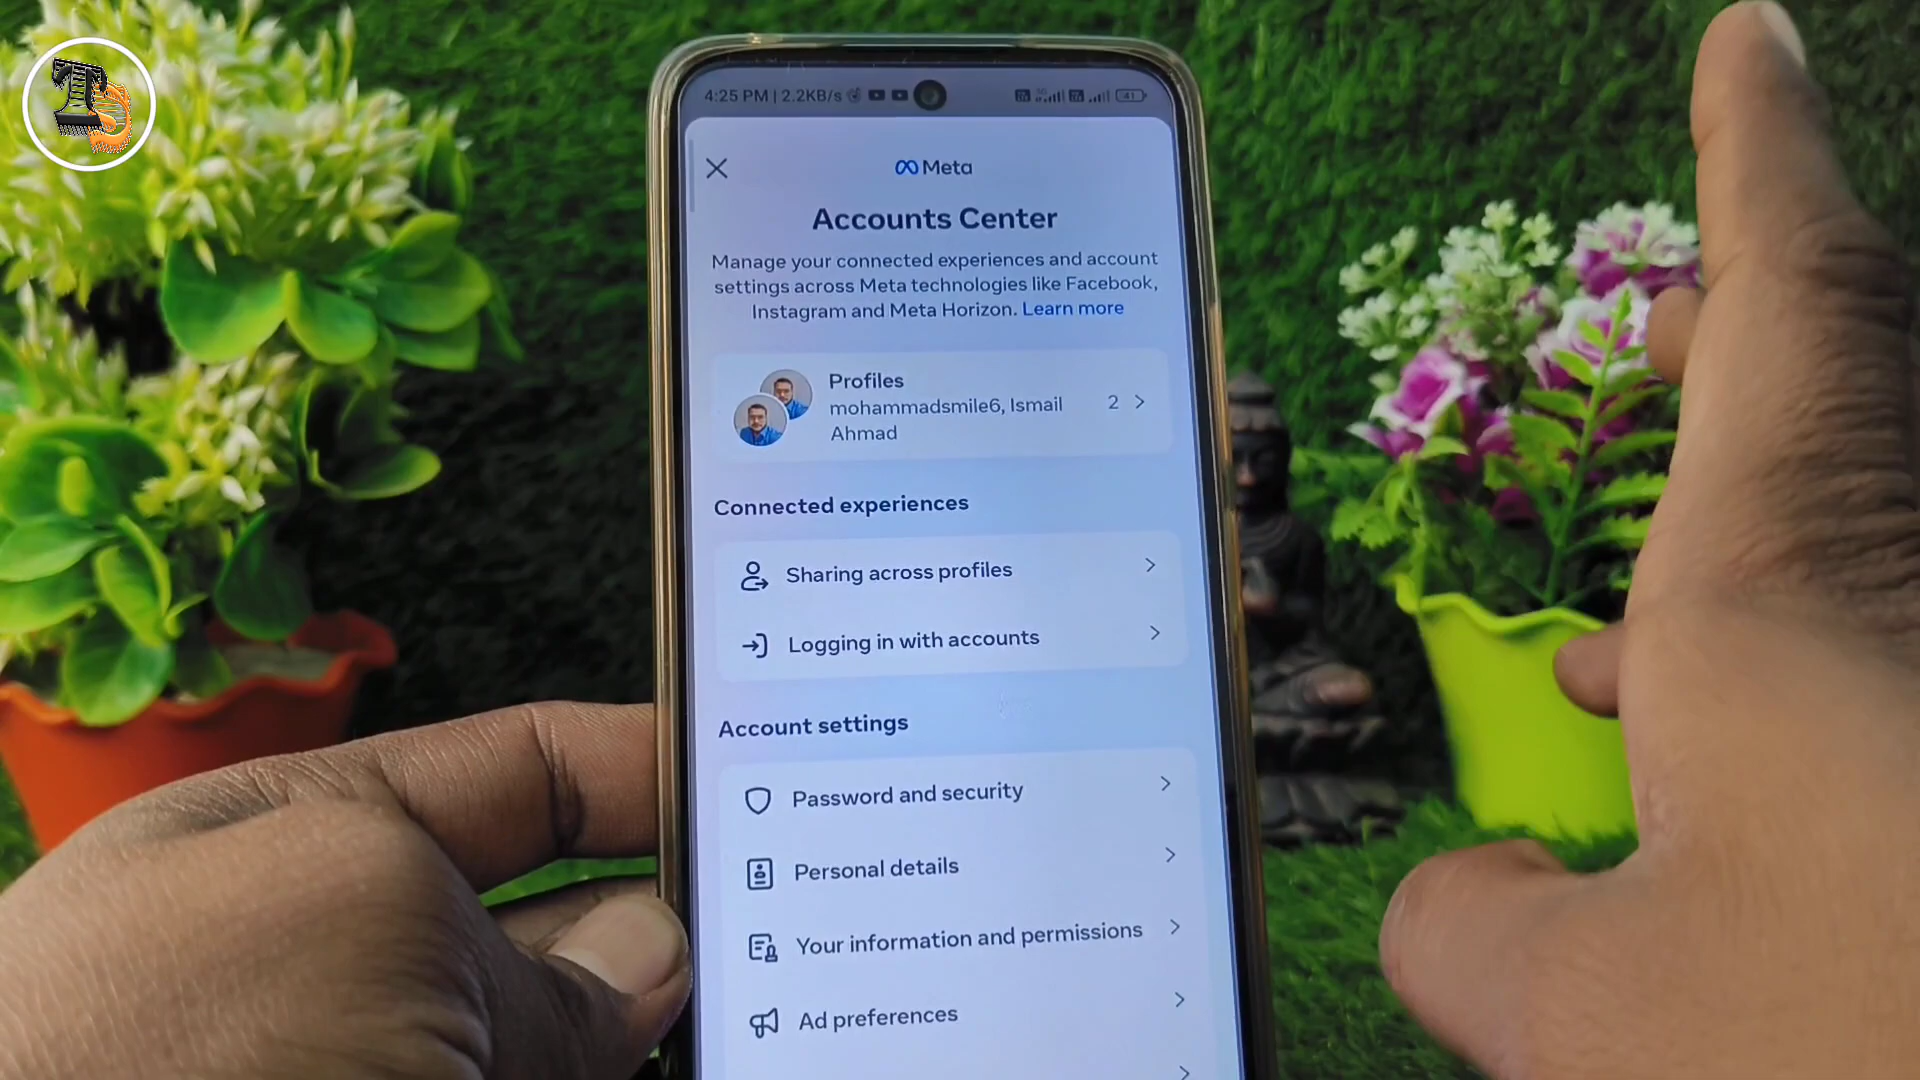 4:25 PM | 2.2KB/s
41
Meta
Accounts Center
Manage your connected experiences and account
settings across Meta technologies like Facebook,
Instagram and Meta Horizon. Learn more
Profiles
mohammadsmile6, Ismail
Ahmad
2
Connected experiences
Sharing across profiles
Logging in with accounts
Account settings
Password and security
Personal details
Your information and permissions
Ad preferences